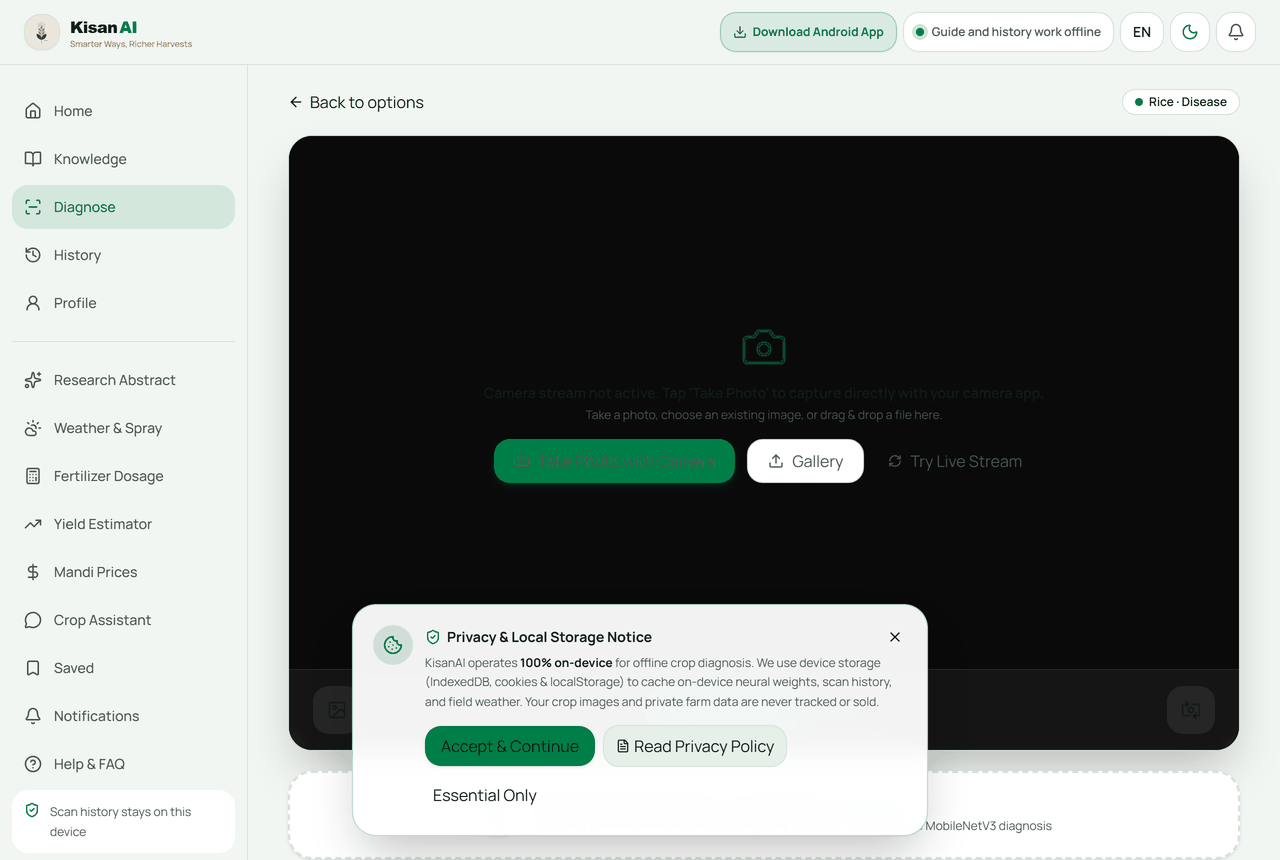 Kisan AI
Smarter Ways, Richer Harvests
Download Android App
Guide and history work offline
EN
Home
Knowledge
Diagnose
History
Profile
Research Abstract
Weather & Spray
Fertilizer Dosage
Yield Estimator
Mandi Prices
Crop Assistant
Saved
Notifications
Help & FAQ
Scan history stays on this
device
Back to options
Rice · Disease
Camera stream not active. Tap 'Take Photo' to capture directly with your camera app.
Take a photo, choose an existing image, or drag & drop a file here.
Take Photo with Camera
Gallery
Try Live Stream
Privacy & Local Storage Notice
KisanAI operates 100% on-device for offline crop diagnosis. We use device storage
(IndexedDB, cookies & localStorage) to cache on-device neural weights, scan history,
and field weather. Your crop images and private farm data are never tracked or sold.
Accept & Continue
Read Privacy Policy
Essential Only
MobileNetV3 diagnosis